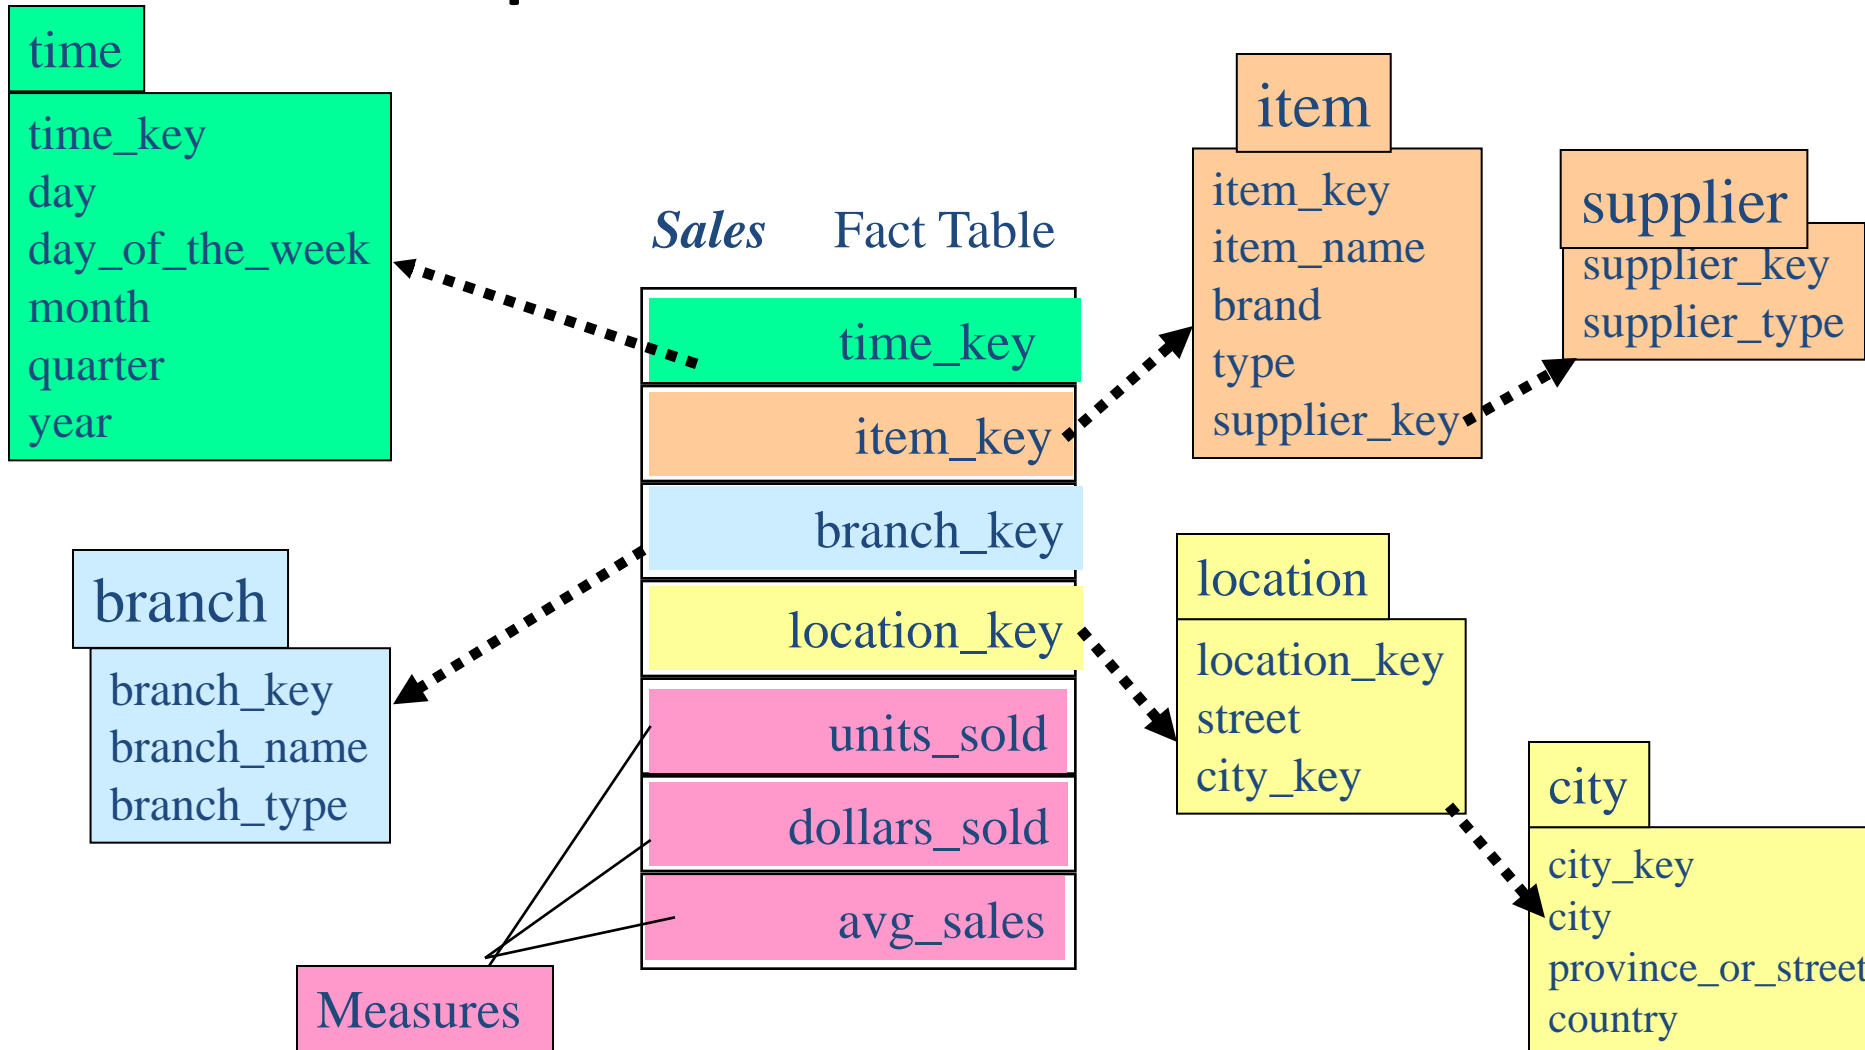 time
time_key
day
day_of_the_week
month
quarter
year
Sales Fact Table
time_key
item_key
branch_key
location_key
units_sold
dollars_sold
avg_sales
item
item_key
item_name
brand
type
supplier_key
supplier
supplier_key
supplier_type
branch
branch_key
branch_name
branch_type
location
location_key
street
city_key
city
city_key
city
province_or_street
country
Measures